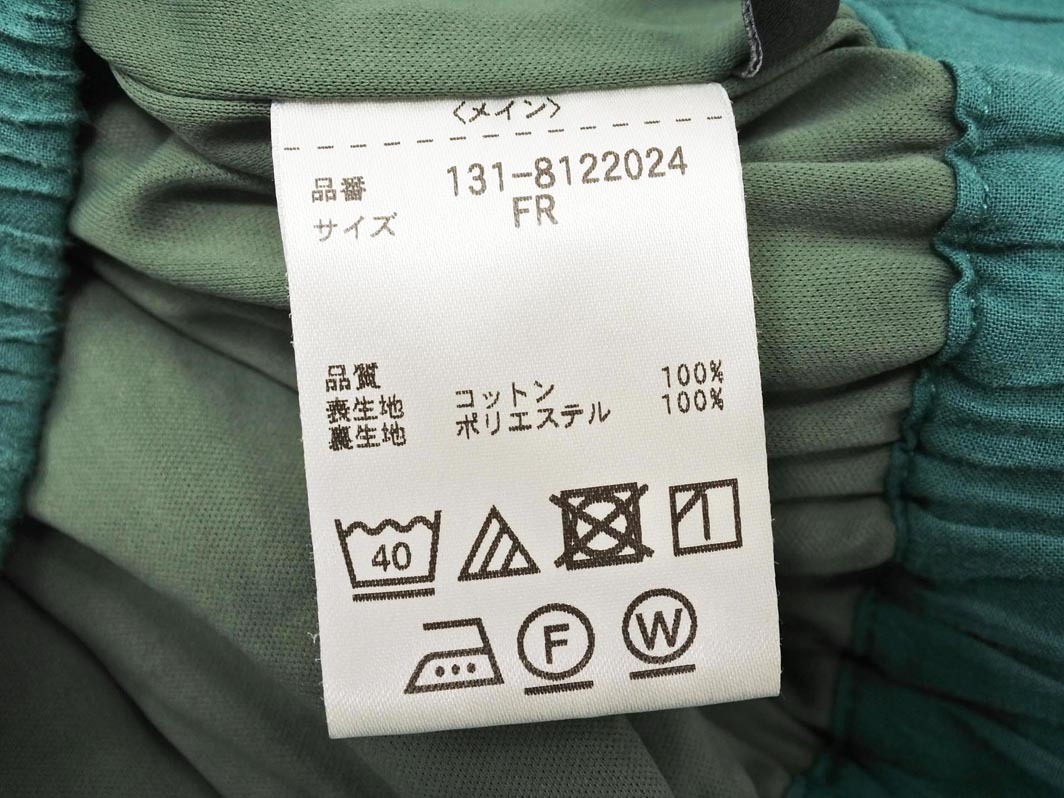 〈メイン〉
品番 131-8122024
サイズ FR
品質
表生地 コットン 100%
裏生地 ポリエステル 100%
40
F W